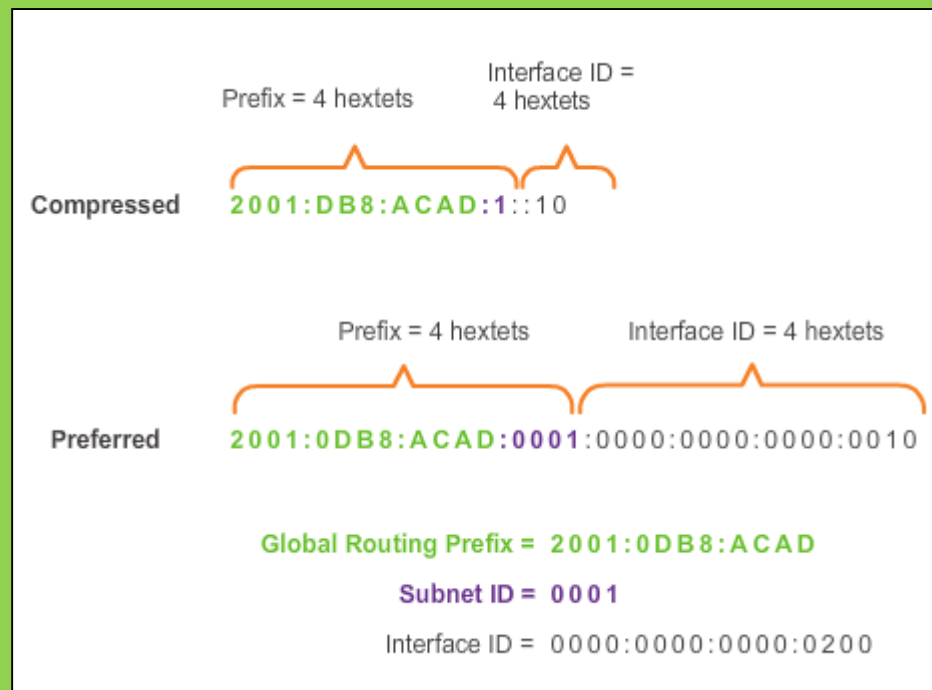 Interface ID =
Prefix = 4 hextets 4 hextets
Compressed 2001:DB8:ACAD:1::10
Prefix = 4 hextets Interface ID = 4 hextets
Preferred 2001:0DB8:ACAD:0001:0000:0000:0000:0010
Global Routing Prefix = 2001:0DB8:ACAD
Subnet ID = 0001
Interface ID = 0000:0000:0000:0200